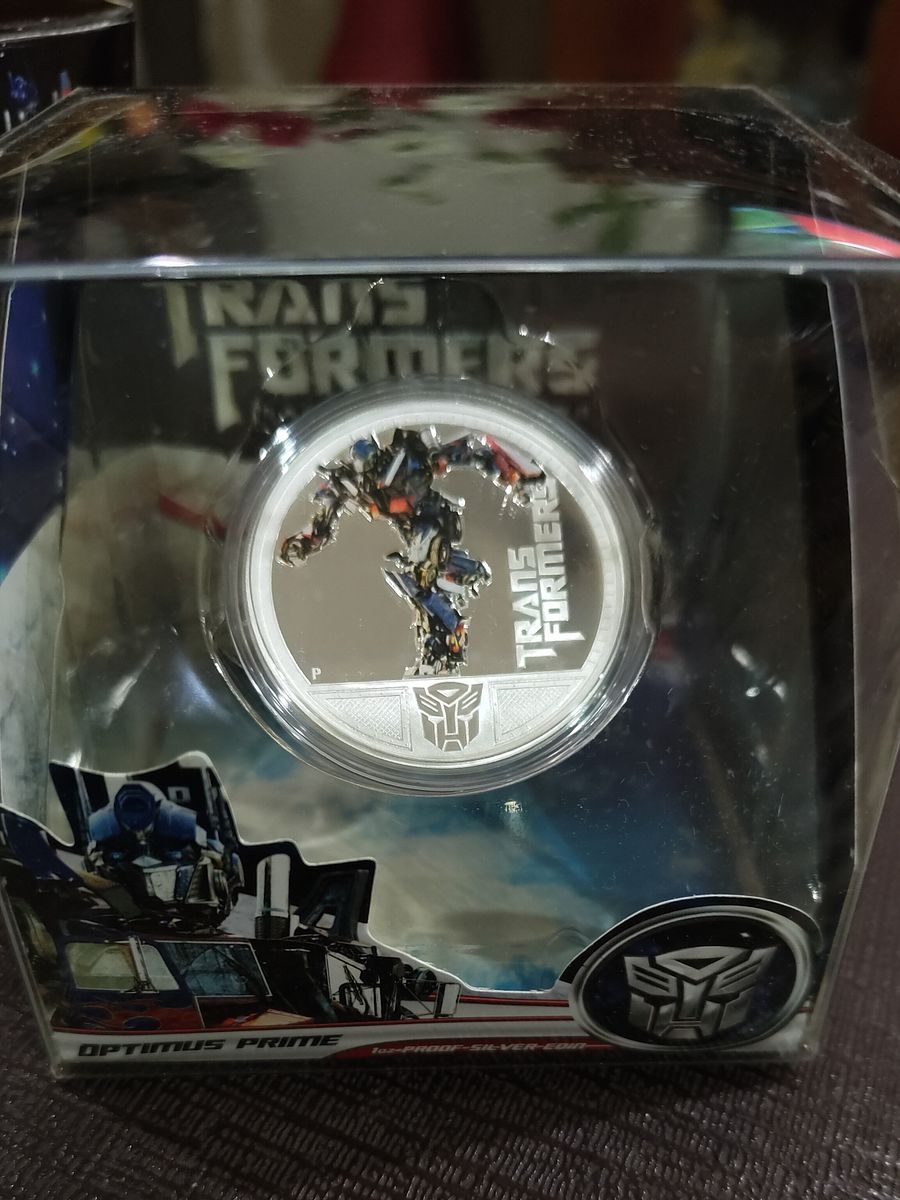 TRANS
FORMERS
TRANS
FORMERS
P
OPTIMUS PRIME
1oz-PROOF-SILVER-COIN